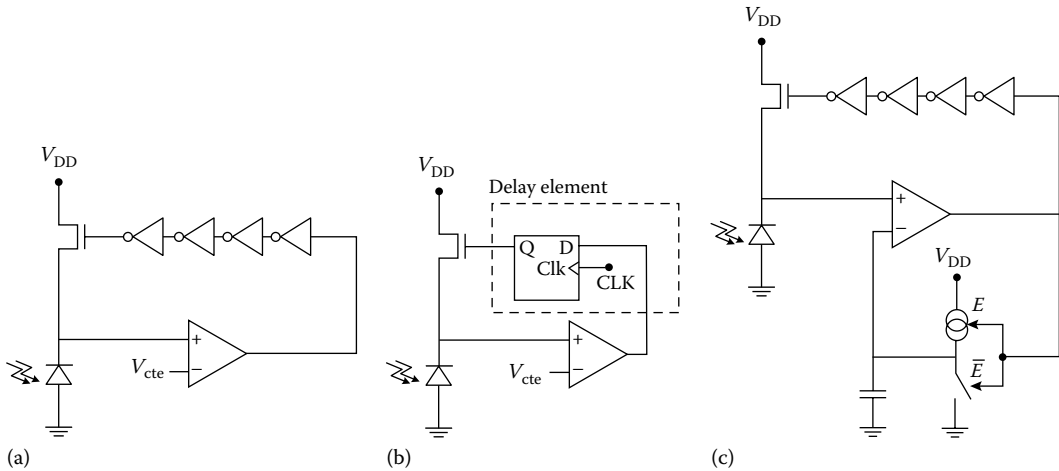 V_DD
+
−
V_cte
(a)
V_DD
Delay element
Q D
Clk
CLK
+
−
V_cte
(b)
V_DD
+
−
V_DD
E
E̅
(c)